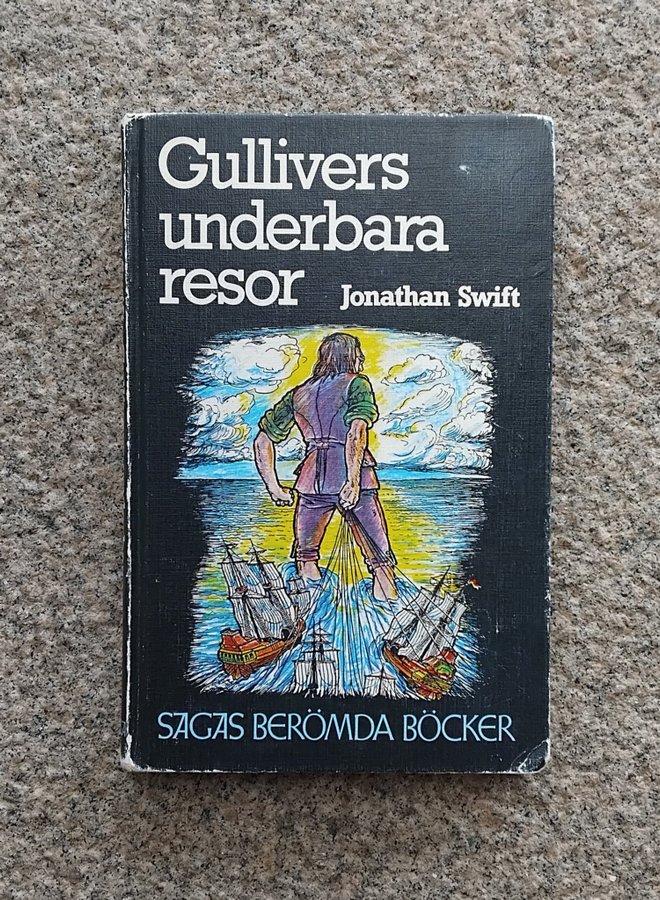 Gullivers
underbara
resor
Jonathan Swift
SAGAS BERÖMDA BÖCKER